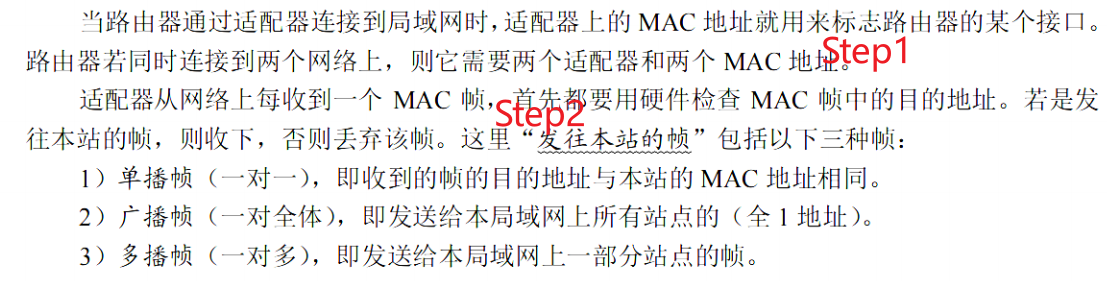 当路由器通过适配器连接到局域网时，适配器上的 MAC 地址就用来标志路由器的某个接口。
路由器若同时连接到两个网络上，则它需要两个适配器和两个 MAC 地址。
Step1
适配器从网络上每收到一个 MAC 帧，首先都要用硬件检查 MAC 帧中的目的地址。若是发
Step2
往本站的帧，则收下，否则丢弃该帧。这里“发往本站的帧”包括以下三种帧：
1）单播帧（一对一），即收到的帧的目的地址与本站的 MAC 地址相同。
2）广播帧（一对全体），即发送给本局域网上所有站点的（全 1 地址）。
3）多播帧（一对多），即发送给本局域网上一部分站点的帧。